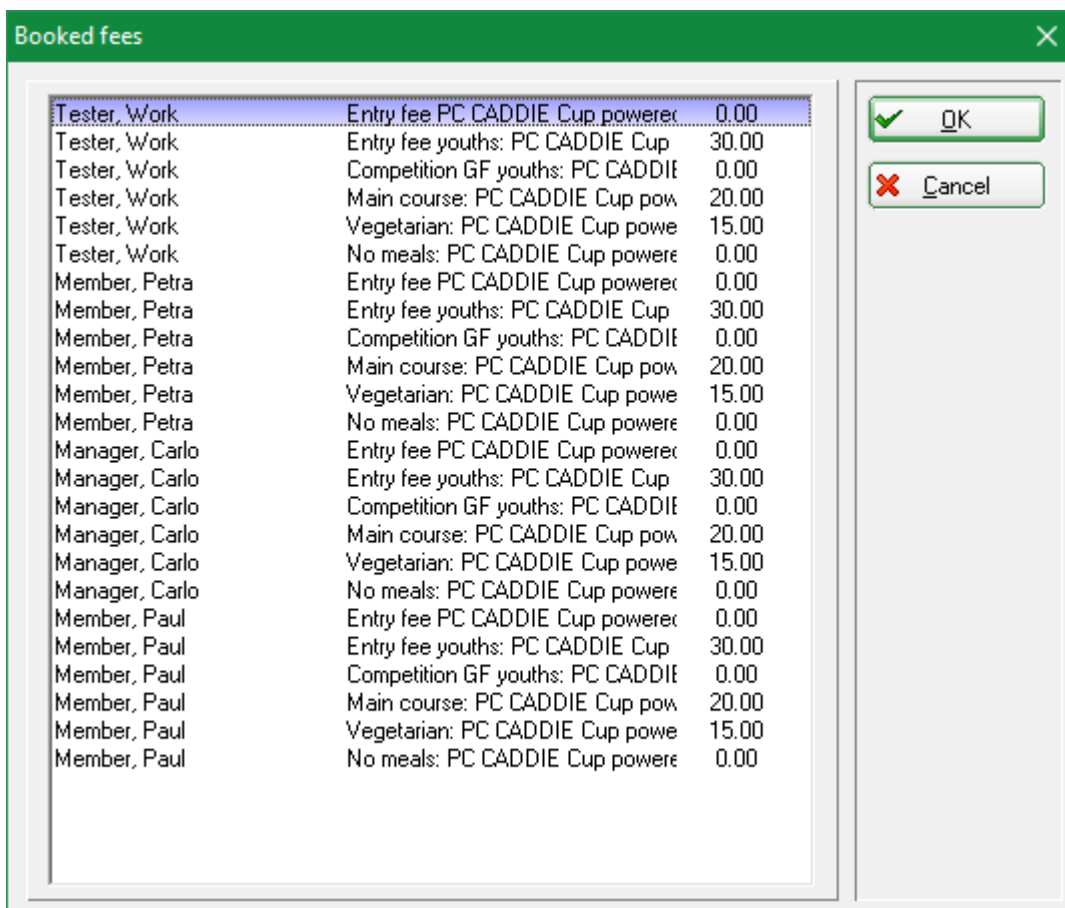 Booked fees
Tester, Work Entry fee PC CADDIE Cup powered 0.00
Tester, Work Entry fee youths: PC CADDIE Cup 30.00
Tester, Work Competition GF youths: PC CADDIE 0.00
Tester, Work Main course: PC CADDIE Cup pow 20.00
Tester, Work Vegetarian: PC CADDIE Cup powe 15.00
Tester, Work No meals: PC CADDIE Cup powere 0.00
Member, Petra Entry fee PC CADDIE Cup powered 0.00
Member, Petra Entry fee youths: PC CADDIE Cup 30.00
Member, Petra Competition GF youths: PC CADDIE 0.00
Member, Petra Main course: PC CADDIE Cup pow 20.00
Member, Petra Vegetarian: PC CADDIE Cup powe 15.00
Member, Petra No meals: PC CADDIE Cup powere 0.00
Manager, Carlo Entry fee PC CADDIE Cup powered 0.00
Manager, Carlo Entry fee youths: PC CADDIE Cup 30.00
Manager, Carlo Competition GF youths: PC CADDIE 0.00
Manager, Carlo Main course: PC CADDIE Cup pow 20.00
Manager, Carlo Vegetarian: PC CADDIE Cup powe 15.00
Manager, Carlo No meals: PC CADDIE Cup powere 0.00
Member, Paul Entry fee PC CADDIE Cup powered 0.00
Member, Paul Entry fee youths: PC CADDIE Cup 30.00
Member, Paul Competition GF youths: PC CADDIE 0.00
Member, Paul Main course: PC CADDIE Cup pow 20.00
Member, Paul Vegetarian: PC CADDIE Cup powe 15.00
Member, Paul No meals: PC CADDIE Cup powere 0.00
OK
Cancel